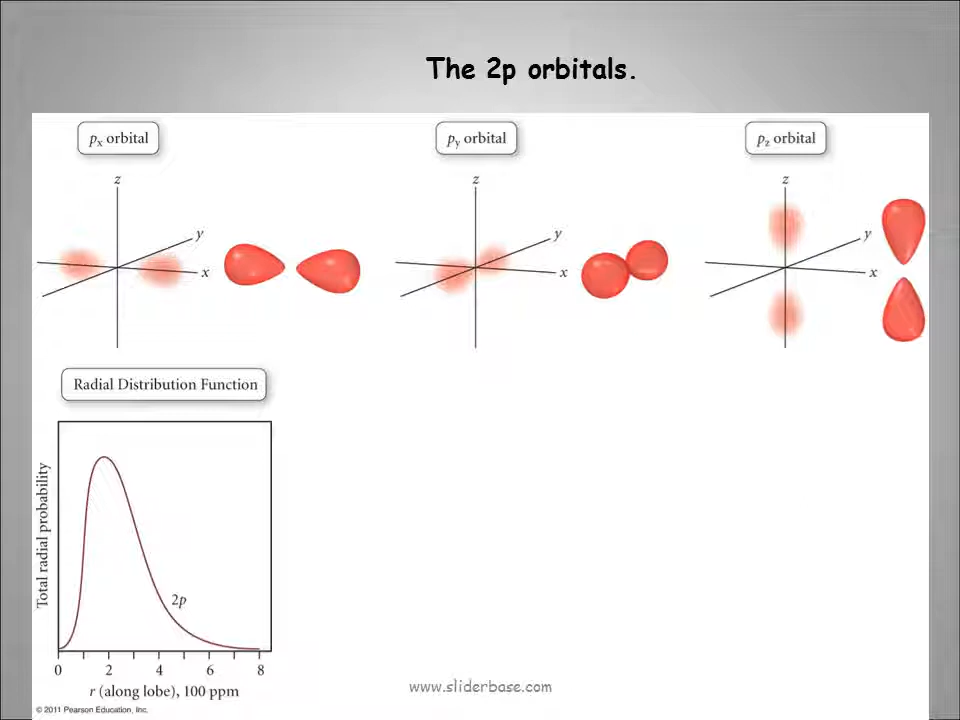 The 2p orbitals.
px orbital
py orbital
pz orbital
z
y
x
z
y
x
z
y
x
Radial Distribution Function
Total radial probability
2p
0 2 4 6 8
r (along lobe), 100 ppm
www.sliderbase.com
© 2011 Pearson Education, Inc.